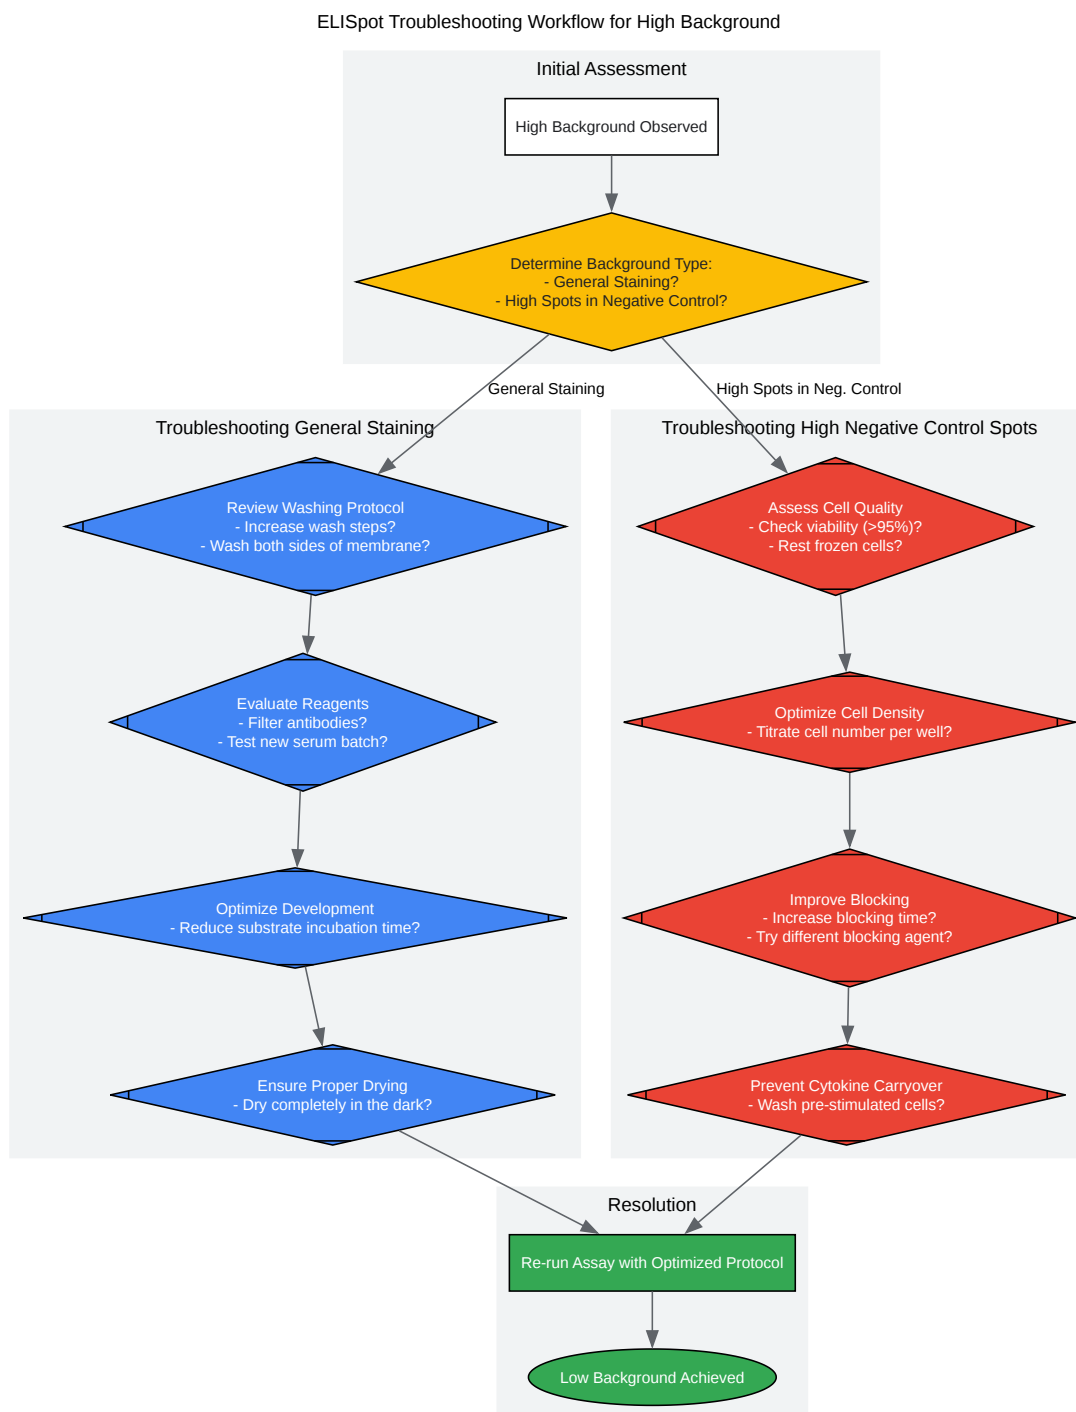 ELISpot Troubleshooting Workflow for High Background
Initial Assessment
High Background Observed
Determine Background Type:
- General Staining?
- High Spots in Negative Control?
General Staining
High Spots in Neg. Control
Troubleshooting General Staining
Review Washing Protocol
- Increase wash steps?
- Wash both sides of membrane?
Evaluate Reagents
- Filter antibodies?
- Test new serum batch?
Optimize Development
- Reduce substrate incubation time?
Ensure Proper Drying
- Dry completely in the dark?
Troubleshooting High Negative Control Spots
Assess Cell Quality
- Check viability (>95%)?
- Rest frozen cells?
Optimize Cell Density
- Titrate cell number per well?
Improve Blocking
- Increase blocking time?
- Try different blocking agent?
Prevent Cytokine Carryover
- Wash pre-stimulated cells?
Resolution
Re-run Assay with Optimized Protocol
Low Background Achieved